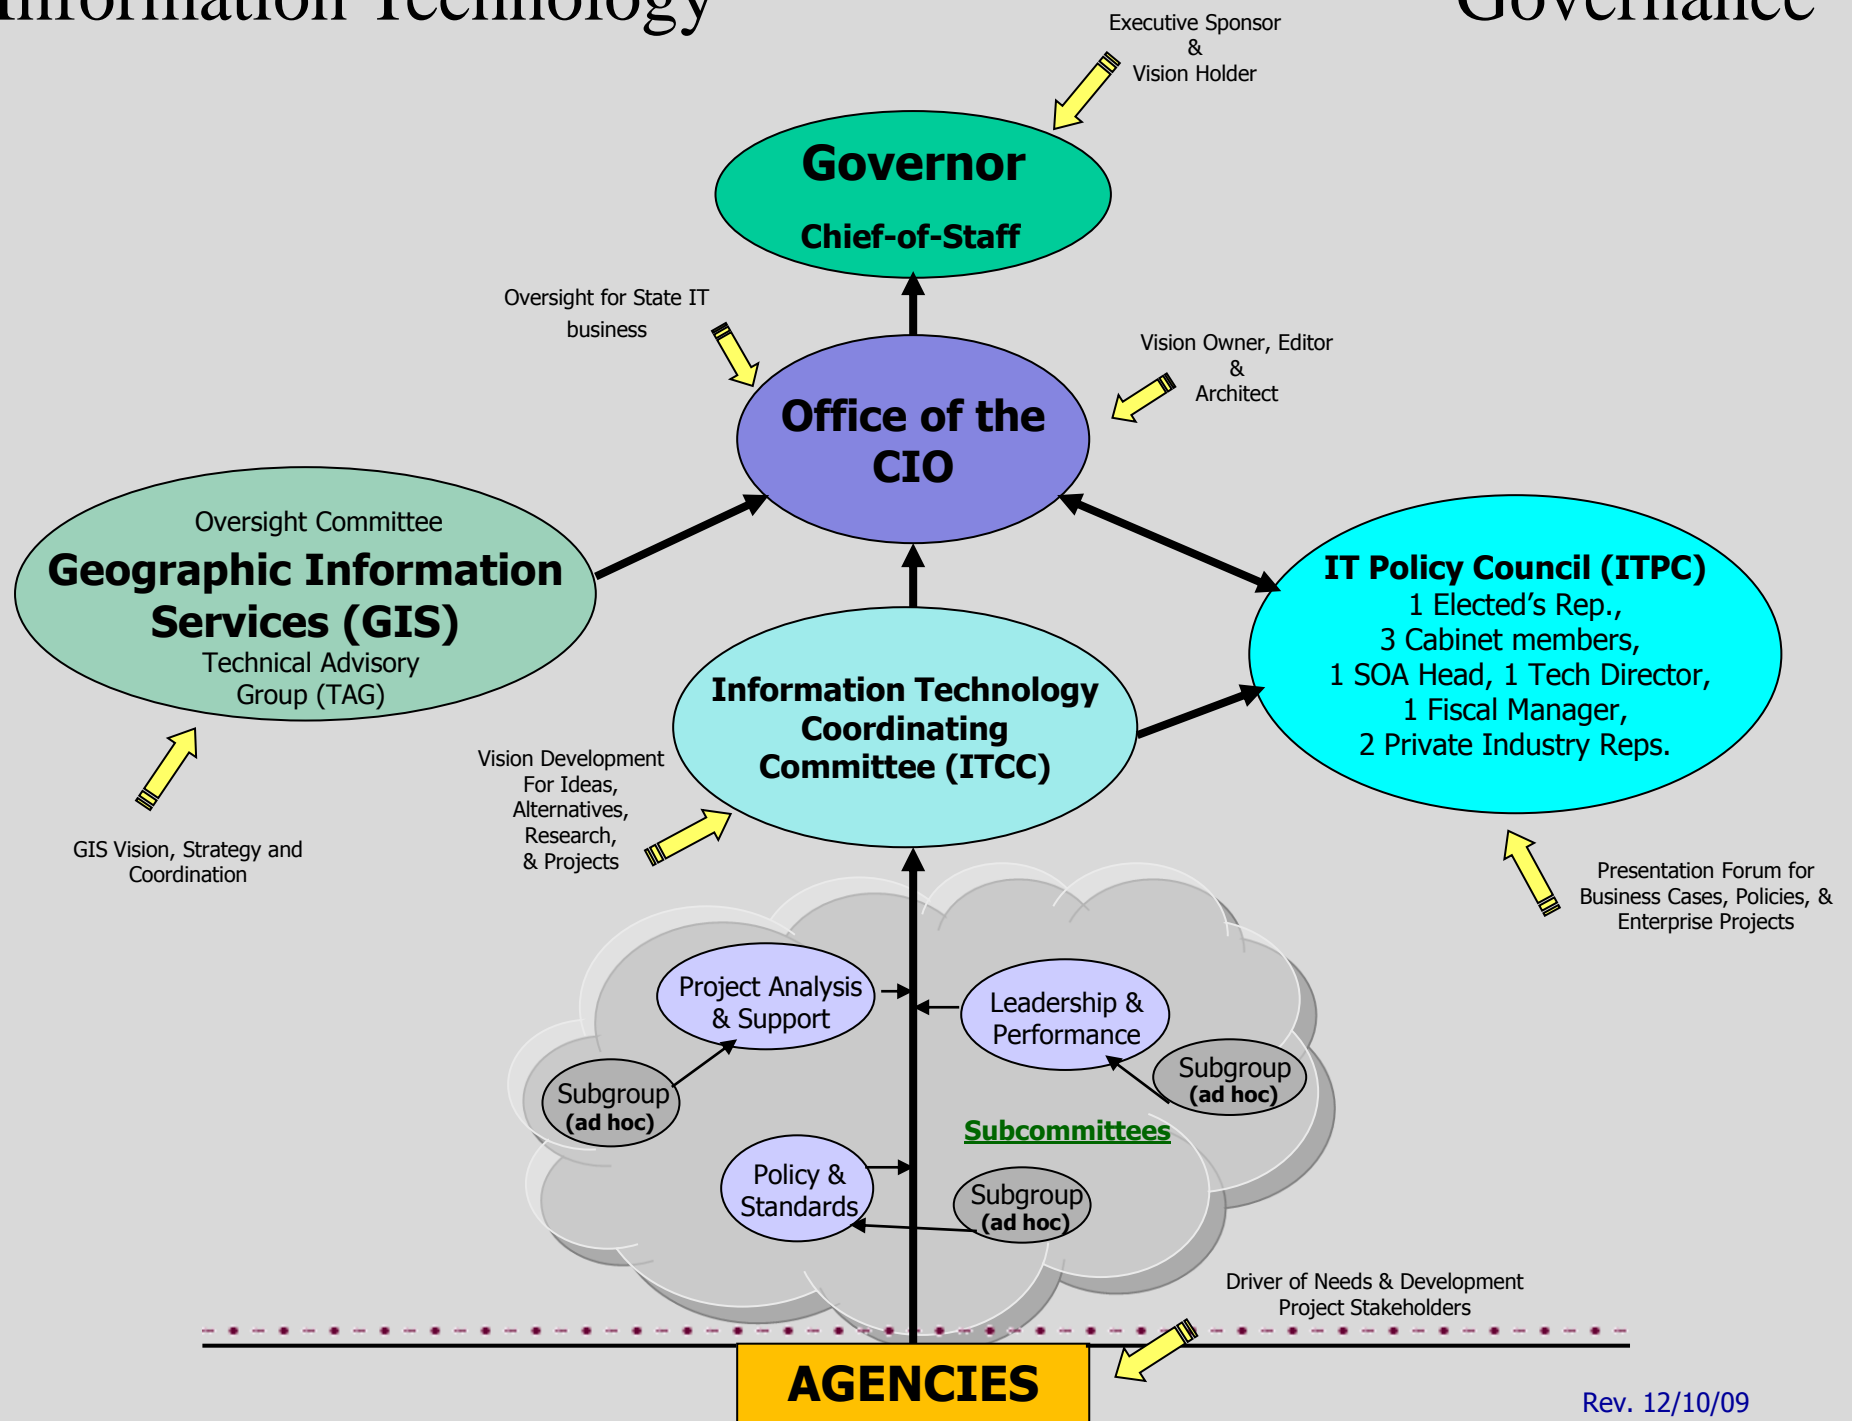 Information Technology Governance
Executive Sponsor
&
Vision Holder
Governor
Chief-of-Staff
Oversight for State IT
business
Vision Owner, Editor
&
Architect
Office of the
CIO
Oversight Committee
Geographic Information
Services (GIS)
Technical Advisory
Group (TAG)
IT Policy Council (ITPC)
1 Elected’s Rep.,
3 Cabinet members,
1 SOA Head, 1 Tech Director,
1 Fiscal Manager,
2 Private Industry Reps.
Information Technology
Coordinating
Committee (ITCC)
Vision Development
For Ideas,
Alternatives,
Research,
& Projects
GIS Vision, Strategy and
Coordination
Presentation Forum for
Business Cases, Policies, &
Enterprise Projects
Project Analysis
& Support
Leadership &
Performance
Subgroup
(ad hoc)
Subgroup
(ad hoc)
Subcommittees
Policy &
Standards
Subgroup
(ad hoc)
Driver of Needs & Development
Project Stakeholders
AGENCIES
Rev. 12/10/09